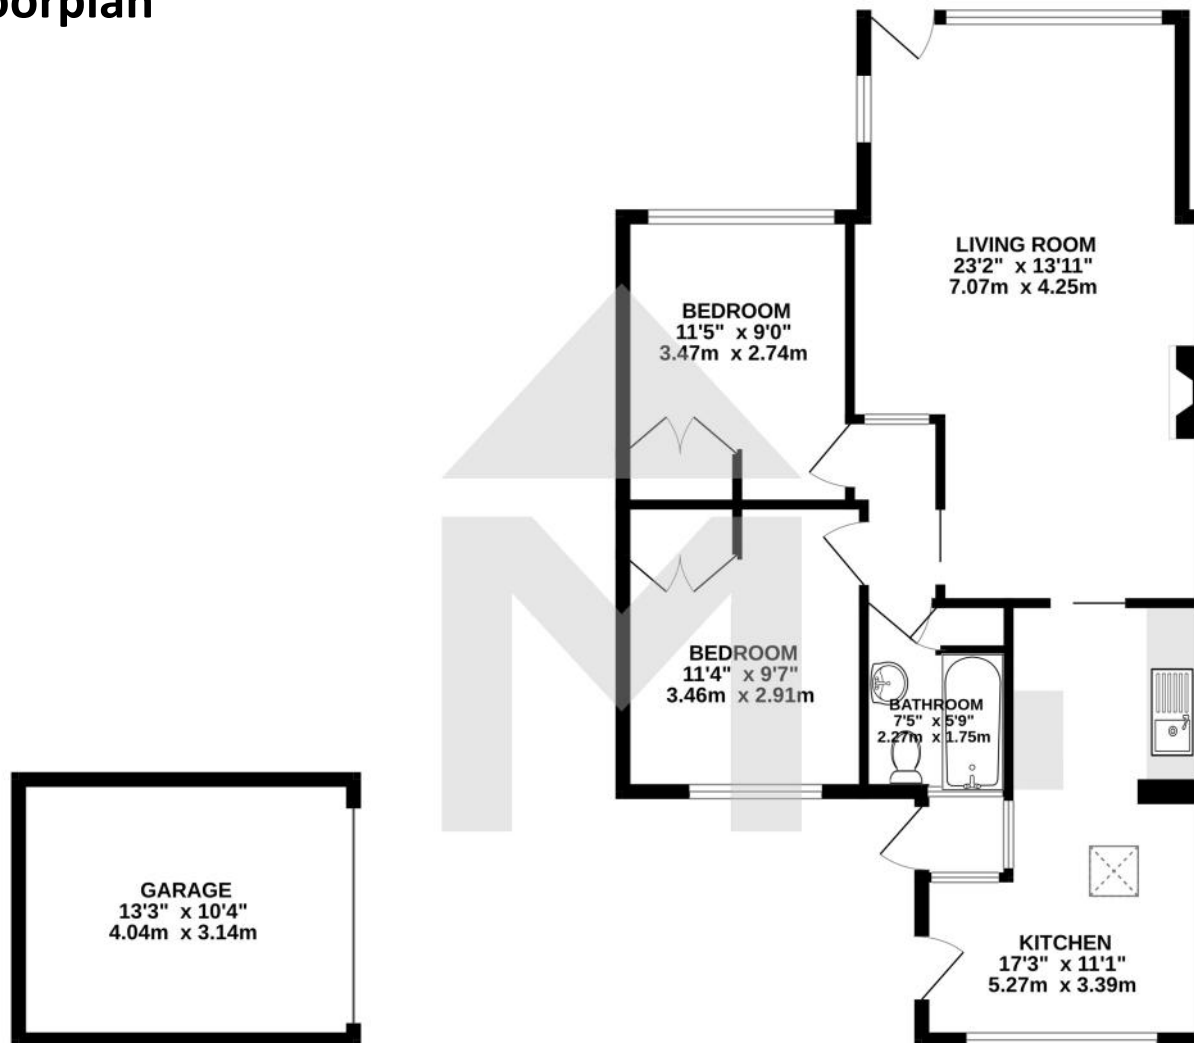 LIVING ROOM
23'2" x 13'11"
7.07m x 4.25m
BEDROOM
11'5" x 9'0"
3.47m x 2.74m
BEDROOM
11'4" x 9'7"
3.46m x 2.91m
BATHROOM
7'5" x 5'9"
2.27m x 1.75m
GARAGE
13'3" x 10'4"
4.04m x 3.14m
KITCHEN
17'3" x 11'1"
5.27m x 3.39m